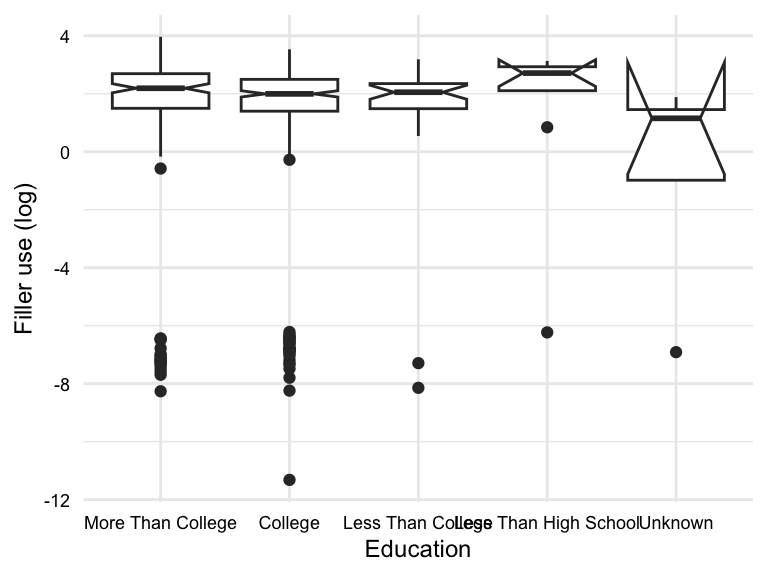 4
0
-4
-8
-12
Filler use (log)
More Than College
College
Less Than College
Less Than High School
Unknown
Education